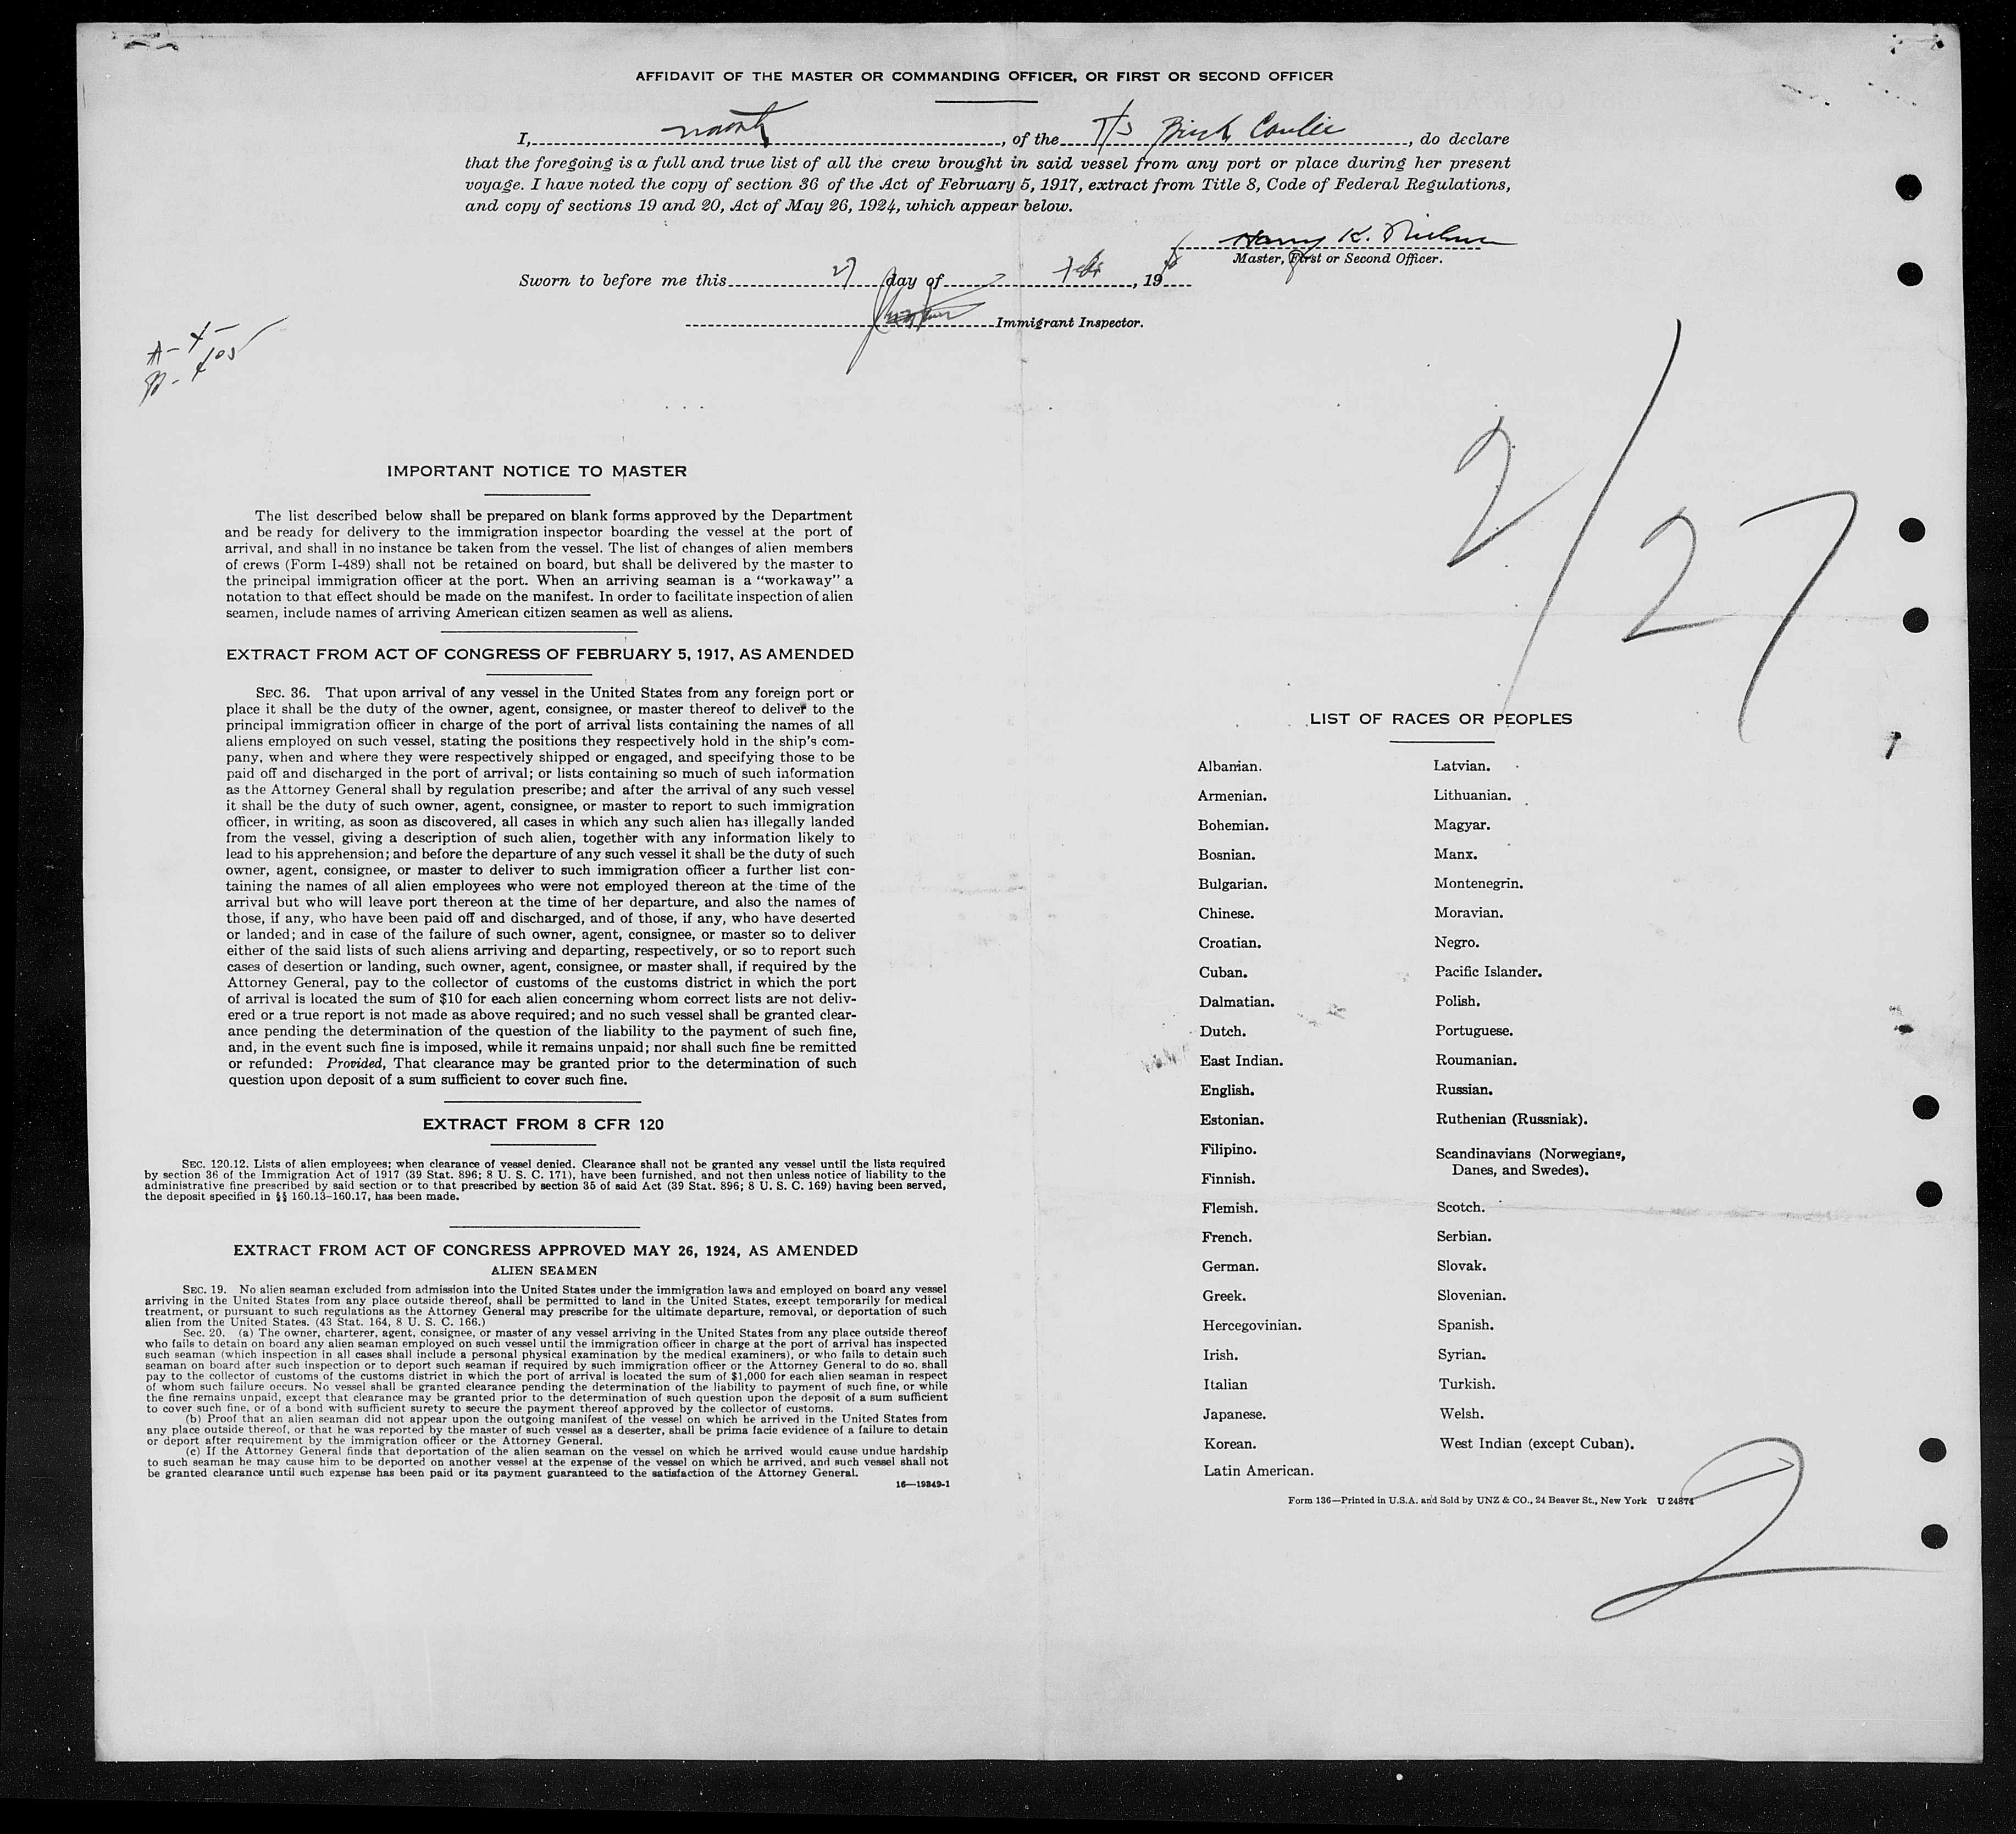 AFFIDAVIT OF THE MASTER OR COMMANDING OFFICER, OR FIRST OR SECOND OFFICER
I, , of the T/S Birch Coulie , do declare
that the foregoing is a full and true list of all the crew brought in said vessel from any port or place during her present
voyage. I have noted the copy of section 36 of the Act of February 5, 1917, extract from Title 8, Code of Federal Regulations,
and copy of sections 19 and 20, Act of May 26, 1924, which appear below.
Harry K.
Master, First or Second Officer.
Sworn to before me this 27 day of Feb , 19
Immigrant Inspector.
A-
2/27
IMPORTANT NOTICE TO MASTER
The list described below shall be prepared on blank forms approved by the Department
and be ready for delivery to the immigration inspector boarding the vessel at the port of
arrival, and shall in no instance be taken from the vessel. The list of changes of alien members
of crews (Form I-489) shall not be retained on board, but shall be delivered by the master to
the principal immigration officer at the port. When an arriving seaman is a “workaway” a
notation to that effect should be made on the manifest. In order to facilitate inspection of alien
seamen, include names of arriving American citizen seamen as well as aliens.
EXTRACT FROM ACT OF CONGRESS OF FEBRUARY 5, 1917, AS AMENDED
SEC. 36. That upon arrival of any vessel in the United States from any foreign port or
place it shall be the duty of the owner, agent, consignee, or master thereof to deliver to the
principal immigration officer in charge of the port of arrival lists containing the names of all
aliens employed on such vessel, stating the positions they respectively hold in the ship's com-
pany, when and where they were respectively shipped or engaged, and specifying those to be
paid off and discharged in the port of arrival; or lists containing so much of such information
as the Attorney General shall by regulation prescribe; and after the arrival of any such vessel
it shall be the duty of such owner, agent, consignee, or master to report to such immigration
officer, in writing, as soon as discovered, all cases in which any such alien has illegally landed
from the vessel, giving a description of such alien, together with any information likely to
lead to his apprehension; and before the departure of any such vessel it shall be the duty of such
owner, agent, consignee, or master to deliver to such immigration officer a further list con-
taining the names of all alien employees who were not employed thereon at the time of the
arrival but who will leave port thereon at the time of her departure, and also the names of
those, if any, who have been paid off and discharged, and of those, if any, who have deserted
or landed; and in case of the failure of such owner, agent, consignee, or master so to deliver
either of the said lists of such aliens arriving and departing, respectively, or so to report such
cases of desertion or landing, such owner, agent, consignee, or master shall, if required by the
Attorney General, pay to the collector of customs of the customs district in which the port
of arrival is located the sum of $10 for each alien concerning whom correct lists are not deliv-
ered or a true report is not made as above required; and no such vessel shall be granted clear-
ance pending the determination of the question of the liability to the payment of such fine,
and, in the event such fine is imposed, while it remains unpaid; nor shall such fine be remitted
or refunded: Provided, That clearance may be granted prior to the determination of such
question upon deposit of a sum sufficient to cover such fine.
EXTRACT FROM 8 CFR 120
SEC. 120.12. Lists of alien employees; when clearance of vessel denied. Clearance shall not be granted any vessel until the lists required
by section 36 of the Immigration Act of 1917 (39 Stat. 896; 8 U. S. C. 171), have been furnished, and not then unless notice of liability to the
administrative fine prescribed by said section or to that prescribed by section 35 of said Act (39 Stat. 896; 8 U. S. C. 169) having been served,
the deposit specified in §§ 160.13–160.17, has been made.
EXTRACT FROM ACT OF CONGRESS APPROVED MAY 26, 1924, AS AMENDED
ALIEN SEAMEN
SEC. 19. No alien seaman excluded from admission into the United States under the immigration laws and employed on board any vessel
arriving in the United States from any place outside thereof, shall be permitted to land in the United States, except temporarily for medical
treatment, or pursuant to such regulations as the Attorney General may prescribe for the ultimate departure, removal, or deportation of such
alien from the United States. (43 Stat. 164, 8 U. S. C. 166.)
Sec. 20. (a) The owner, charterer, agent, consignee, or master of any vessel arriving in the United States from any place outside thereof
who fails to detain on board any alien seaman employed on such vessel until the immigration officer in charge at the port of arrival has inspected
such seaman (which inspection in all cases shall include a personal physical examination by the medical examiners), or who fails to detain such
seaman on board after such inspection or to deport such seaman if required by such immigration officer or the Attorney General to do so, shall
pay to the collector of customs of the customs district in which the port of arrival is located the sum of $1,000 for each alien seaman in respect
of whom such failure occurs. No vessel shall be granted clearance pending the determination of the liability to payment of such fine, or while
the fine remains unpaid, except that clearance may be granted prior to the determination of such question upon the deposit of a sum sufficient
to cover such fine, or of a bond with sufficient surety to secure the payment thereof approved by the collector of customs.
(b) Proof that an alien seaman did not appear upon the outgoing manifest of the vessel on which he arrived in the United States from
any place outside thereof, or that he was reported by the master of such vessel as a deserter, shall be prima facie evidence of a failure to detain
or deport after requirement by the immigration officer or the Attorney General.
(c) If the Attorney General finds that deportation of the alien seaman on the vessel on which he arrived would cause undue hardship
to such seaman he may cause him to be deported on another vessel at the expense of the vessel on which he arrived, and such vessel shall not
be granted clearance until such expense has been paid or its payment guaranteed to the satisfaction of the Attorney General.
16—19849-1
LIST OF RACES OR PEOPLES
Albanian.
Armenian.
Bohemian.
Bosnian.
Bulgarian.
Chinese.
Croatian.
Cuban.
Dalmatian.
Dutch.
East Indian.
English.
Estonian.
Filipino.
Finnish.
Flemish.
French.
German.
Greek.
Hercegovinian.
Irish.
Italian
Japanese.
Korean.
Latin American.
Latvian.
Lithuanian.
Magyar.
Manx.
Montenegrin.
Moravian.
Negro.
Pacific Islander.
Polish.
Portuguese.
Roumanian.
Russian.
Ruthenian (Russniak).
Scandinavians (Norwegians,
Danes, and Swedes).
Scotch.
Serbian.
Slovak.
Slovenian.
Spanish.
Syrian.
Turkish.
Welsh.
West Indian (except Cuban).
Form 136—Printed in U.S.A. and Sold by UNZ & CO., 24 Beaver St., New York U 24874
2